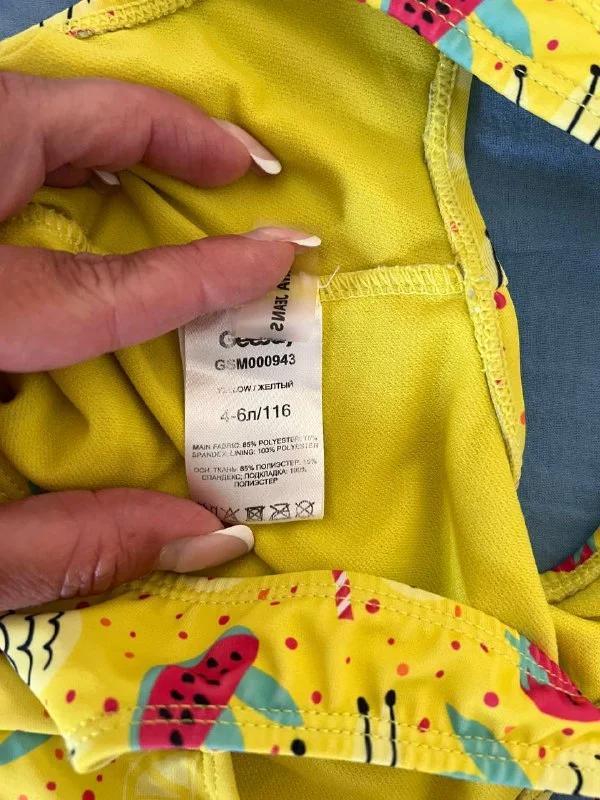 JEANS
GSM000943
YELLOW / ЖЕЛТЫЙ
4-6л/116
MAIN FABRIC: 85% POLYESTER, 15%
SPANDEX; LINING: 100% POLYESTER
ОСН. ТКАНЬ: 85% ПОЛИЭСТЕР, 15%
СПАНДЕКС; ПОДКЛАДКА: 100%
ПОЛИЭСТЕР